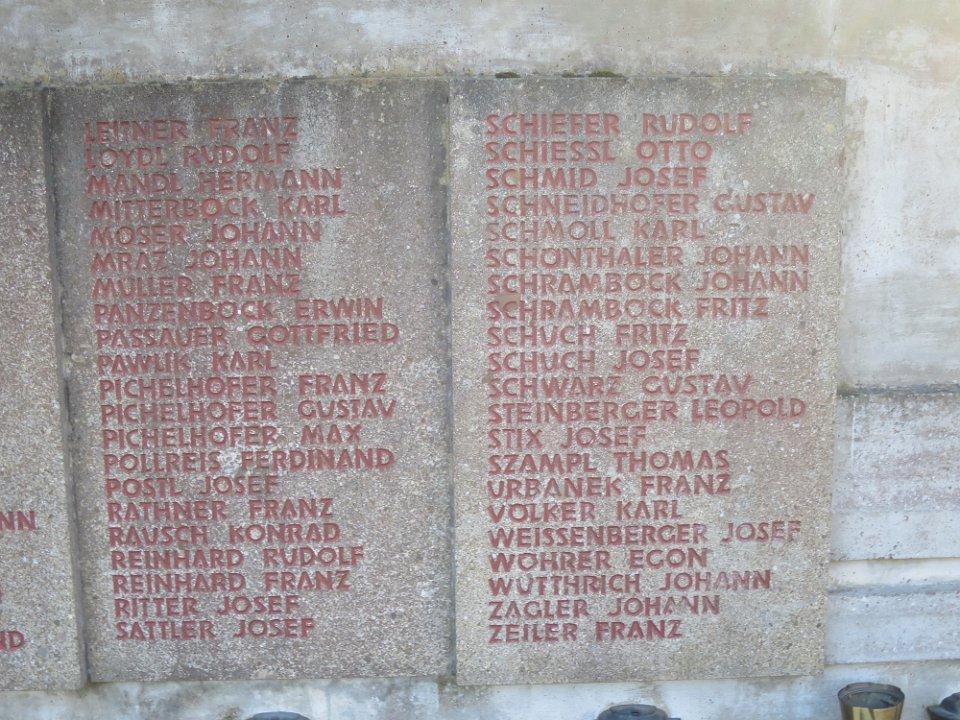 NN
ND
LEITNER FRANZ
LOYDL RUDOLF
MANDL HERMANN
MITTERBÖCK KARL
MOSER JOHANN
MRAZ JOHANN
MÜLLER FRANZ
PANZENBÖCK ERWIN
PASSAUER GOTTFRIED
PAWLIK KARL
PICHELHOFER FRANZ
PICHELHOFER GUSTAV
PICHELHOFER MAX
POLLREIS FERDINAND
POSTL JOSEF
RATHNER FRANZ
RAUSCH KONRAD
REINHARD RUDOLF
REINHARD FRANZ
RITTER JOSEF
SATTLER JOSEF
SCHIEFER RUDOLF
SCHIESSL OTTO
SCHMID JOSEF
SCHNEIDHOFER GUSTAV
SCHMOLL KARL
SCHÖNTHALER JOHANN
SCHRAMBÖCK JOHANN
SCHRAMBÖCK FRITZ
SCHUCH FRITZ
SCHUCH JOSEF
SCHWARZ GUSTAV
STEINBERGER LEOPOLD
STIX JOSEF
SZAMPL THOMAS
URBANEK FRANZ
VOLKER KARL
WEISSENBERGER JOSEF
WÖHRER EGON
WÜTTHRICH JOHANN
ZAGLER JOHANN
ZEILER FRANZ